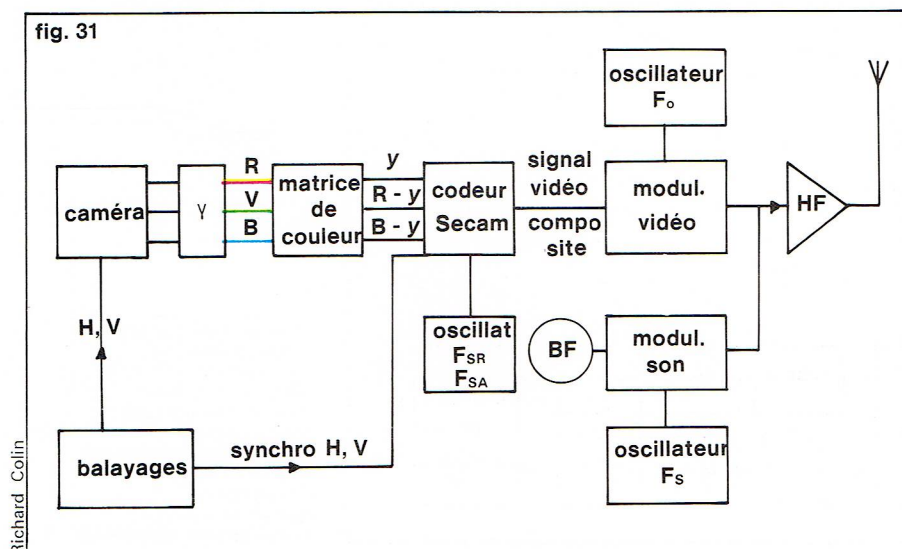 fig. 31
oscillateur
Fo
caméra
γ
R
V
B
matrice
de
couleur
y
R - y
B - y
codeur
Secam
signal
vidéo
compo
site
modul.
vidéo
HF
H, V
oscillat
FSR
FSA
BF
modul.
son
balayages
synchro H, V
oscillateur
FS
Richard Colin